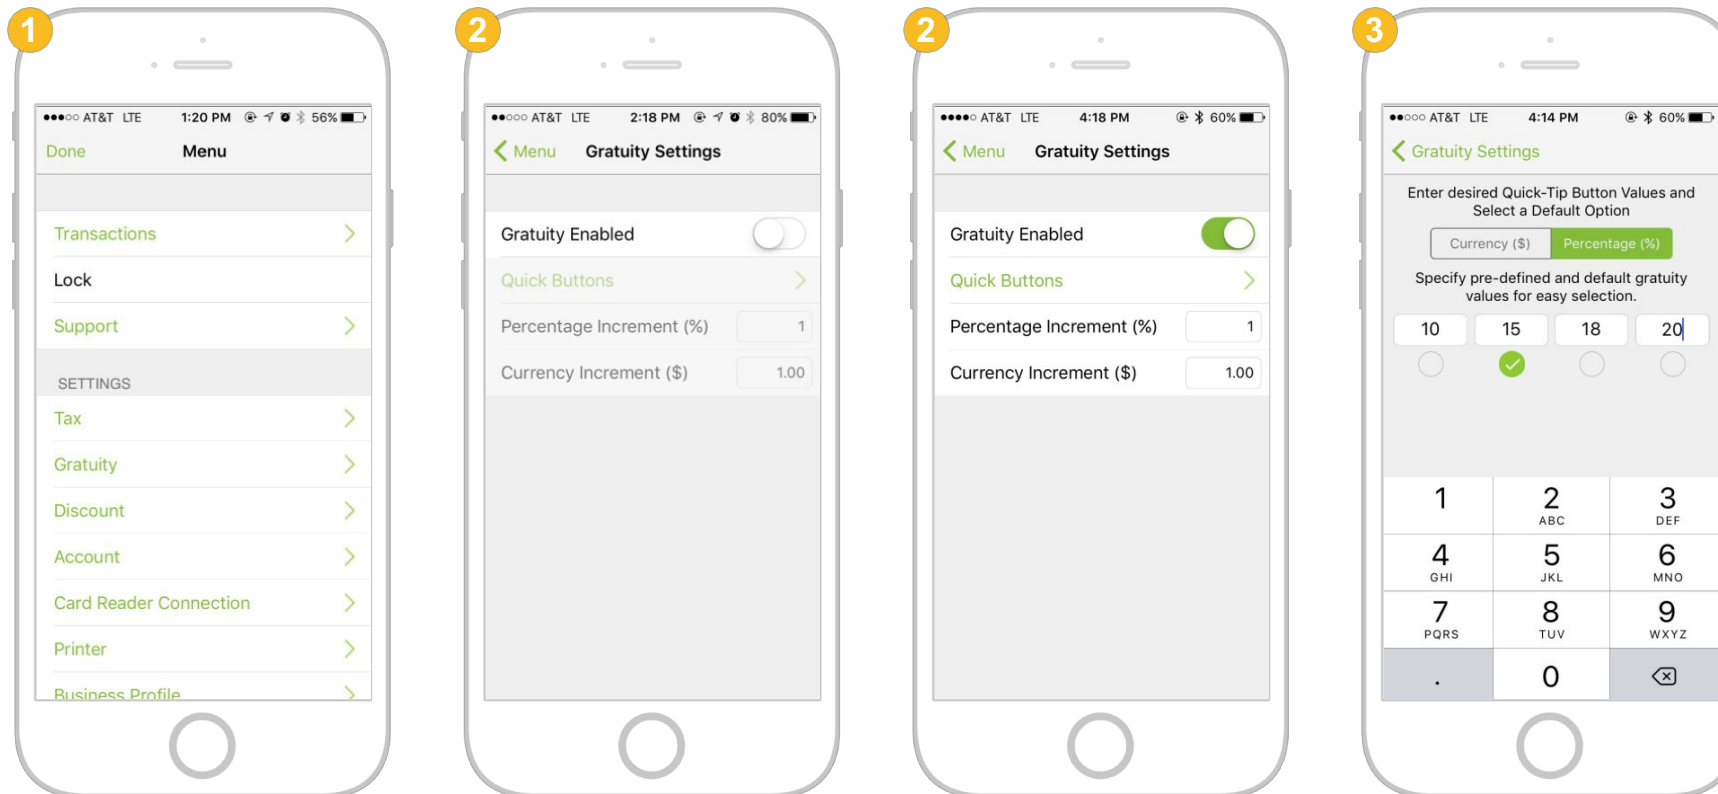 1
●●●○○ AT&T LTE 1:20 PM 56%
Done Menu
Transactions
Lock
Support
SETTINGS
Tax
Gratuity
Discount
Account
Card Reader Connection
Printer
Business Profile
2
●●○○○ AT&T LTE 2:18 PM 80%
Menu Gratuity Settings
Gratuity Enabled
Quick Buttons
Percentage Increment (%) 1
Currency Increment ($) 1.00
2
●●●●○ AT&T LTE 4:18 PM 60%
Menu Gratuity Settings
Gratuity Enabled
Quick Buttons
Percentage Increment (%) 1
Currency Increment ($) 1.00
3
●●○○○ AT&T LTE 4:14 PM 60%
Gratuity Settings
Enter desired Quick-Tip Button Values and
Select a Default Option
Currency ($) Percentage (%)
Specify pre-defined and default gratuity
values for easy selection.
10 15 18 20
1 2 3
ABC DEF
4 5 6
GHI JKL MNO
7 8 9
PQRS TUV WXYZ
. 0